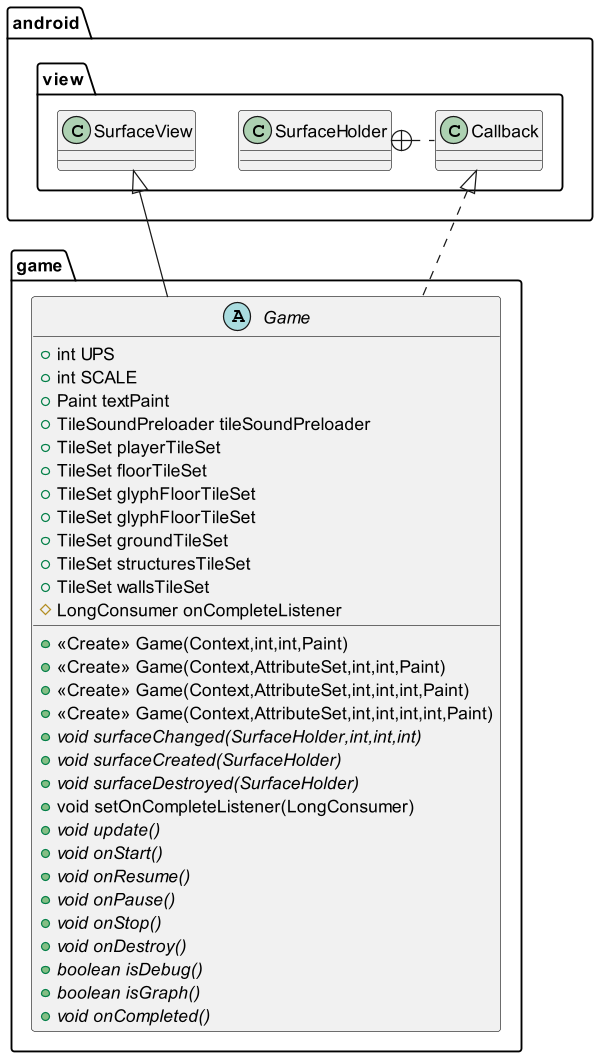 android
view
C SurfaceView
C SurfaceHolder
C Callback
game
A Game
int UPS
int SCALE
Paint textPaint
TileSoundPreloader tileSoundPreloader
TileSet playerTileSet
TileSet floorTileSet
TileSet glyphFloorTileSet
TileSet glyphFloorTileSet
TileSet groundTileSet
TileSet structuresTileSet
TileSet wallsTileSet
LongConsumer onCompleteListener
«Create» Game(Context,int,int,Paint)
«Create» Game(Context,AttributeSet,int,int,Paint)
«Create» Game(Context,AttributeSet,int,int,int,Paint)
«Create» Game(Context,AttributeSet,int,int,int,int,Paint)
void surfaceChanged(SurfaceHolder,int,int,int)
void surfaceCreated(SurfaceHolder)
void surfaceDestroyed(SurfaceHolder)
void setOnCompleteListener(LongConsumer)
void update()
void onStart()
void onResume()
void onPause()
void onStop()
void onDestroy()
boolean isDebug()
boolean isGraph()
void onCompleted()